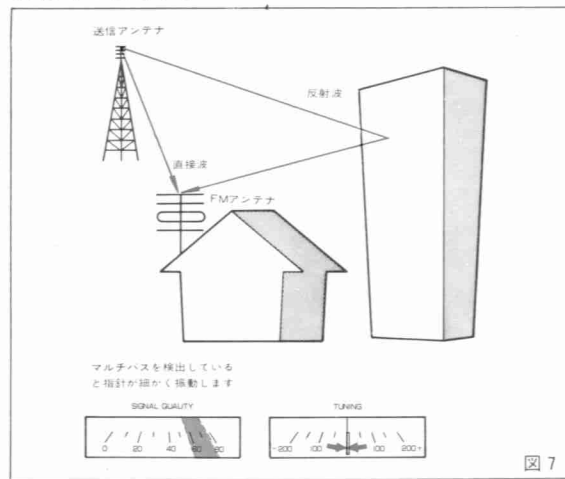 送信アンテナ
反射波
直接波
FMアンテナ
マルチパスを検出している
と指針が細かく振動します
SIGNAL QUALITY
0 20 40 60 80
TUNING
-200 100 100 200+
図 7